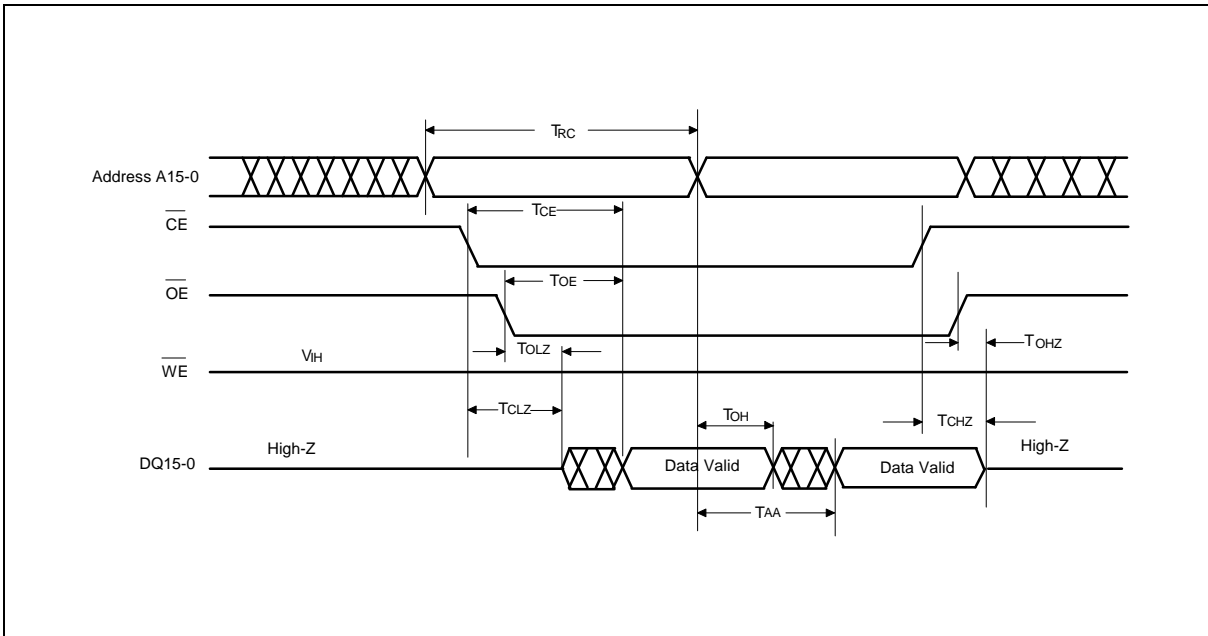 TRC
Address A15-0
TCE
CE
TOE
OE
TOLZ
TOHZ
VIH
WE
TCLZ
TOH
TCHZ
High-Z
High-Z
DQ15-0
Data Valid
Data Valid
TAA